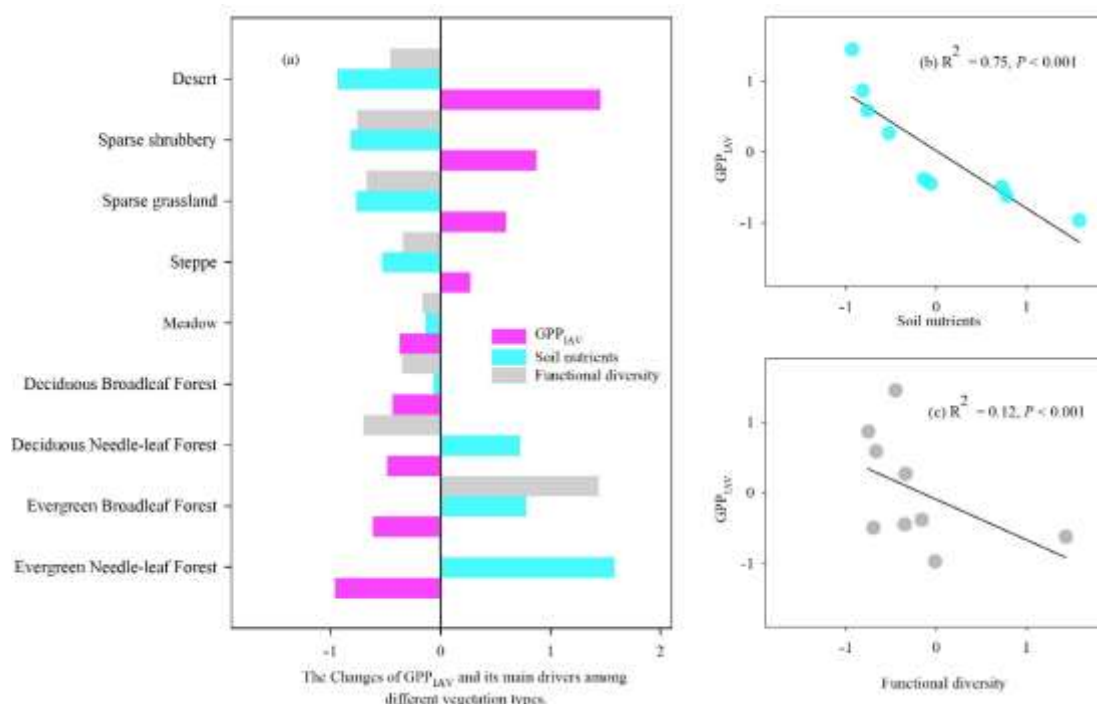 (a)
Desert
Sparse shrubbery
Sparse grassland
Steppe
Meadow
Deciduous Broadleaf Forest
Deciduous Needle-leaf Forest
Evergreen Broadleaf Forest
Evergreen Needle-leaf Forest
GPP_IAV
Soil nutrients
Functional diversity
-1 0 1 2
The Changes of GPP_IAV and its main drivers among
different vegetation types.
(b) R² = 0.75, P < 0.001
GPP_IAV
1
0
-1
-1 0 1
Soil nutrients
(c) R² = 0.12, P < 0.001
GPP_IAV
1
0
-1
-1 0 1
Functional diversity